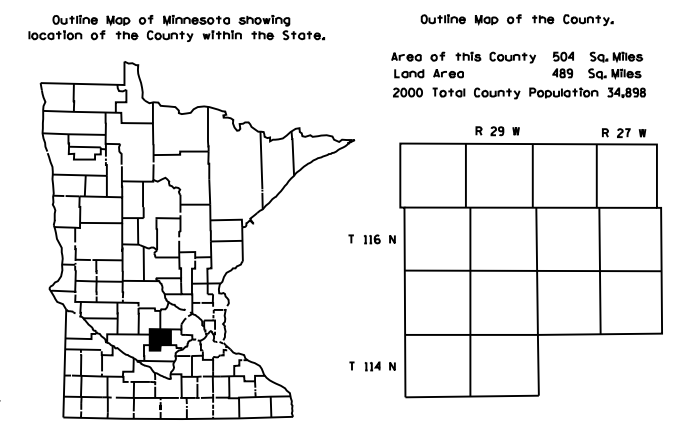 Outline Map of Minnesota showing
location of the County within the State.
Outline Map of the County.
Area of this County 504 Sq. Miles
Land Area 489 Sq. Miles
2000 Total County Population 34,898
R 29 W R 27 W
T 116 N
T 114 N